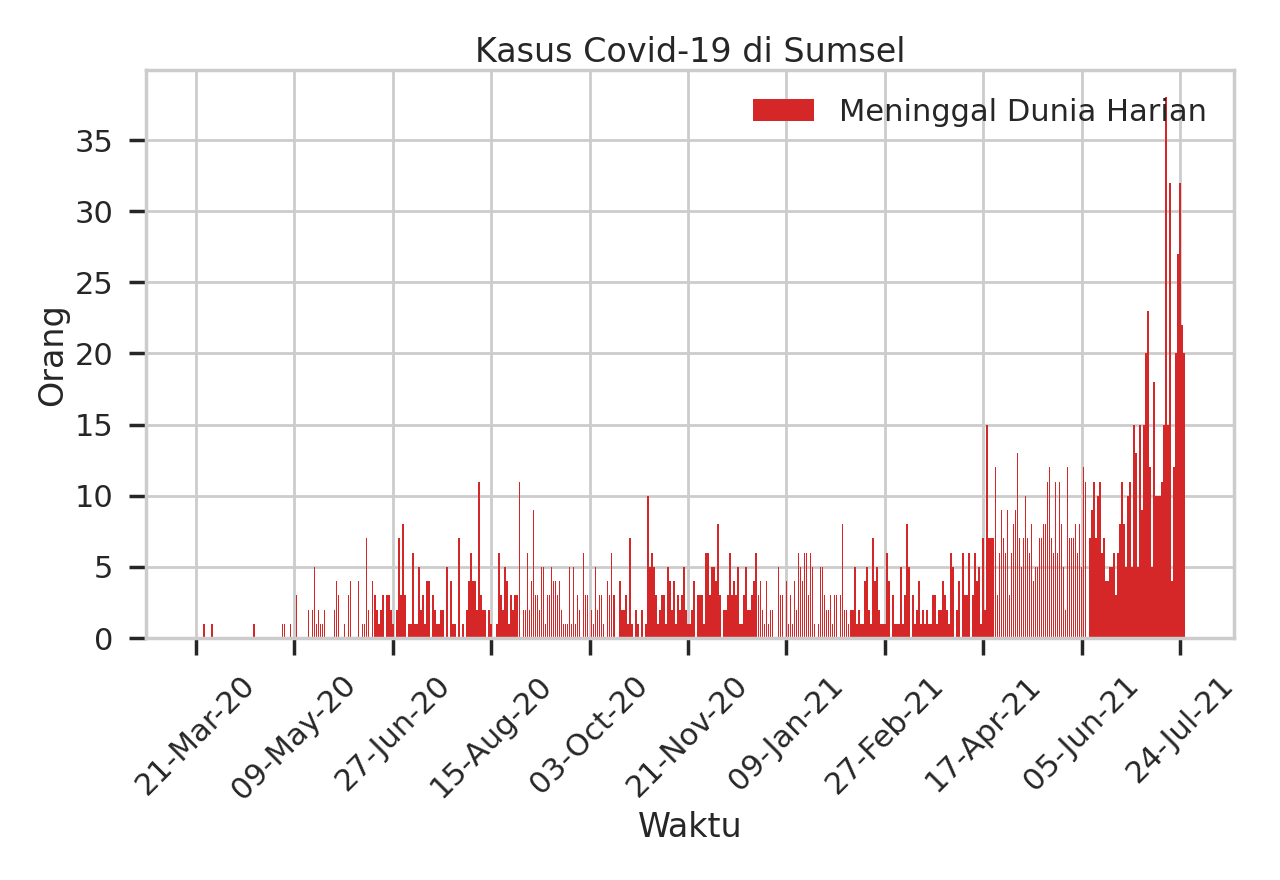 Kasus Covid-19 di Sumsel
Meninggal Dunia Harian
Orang
35
30
25
20
15
10
5
0
21-Mar-20
09-May-20
27-Jun-20
15-Aug-20
03-Oct-20
21-Nov-20
09-Jan-21
27-Feb-21
17-Apr-21
05-Jun-21
24-Jul-21
Waktu